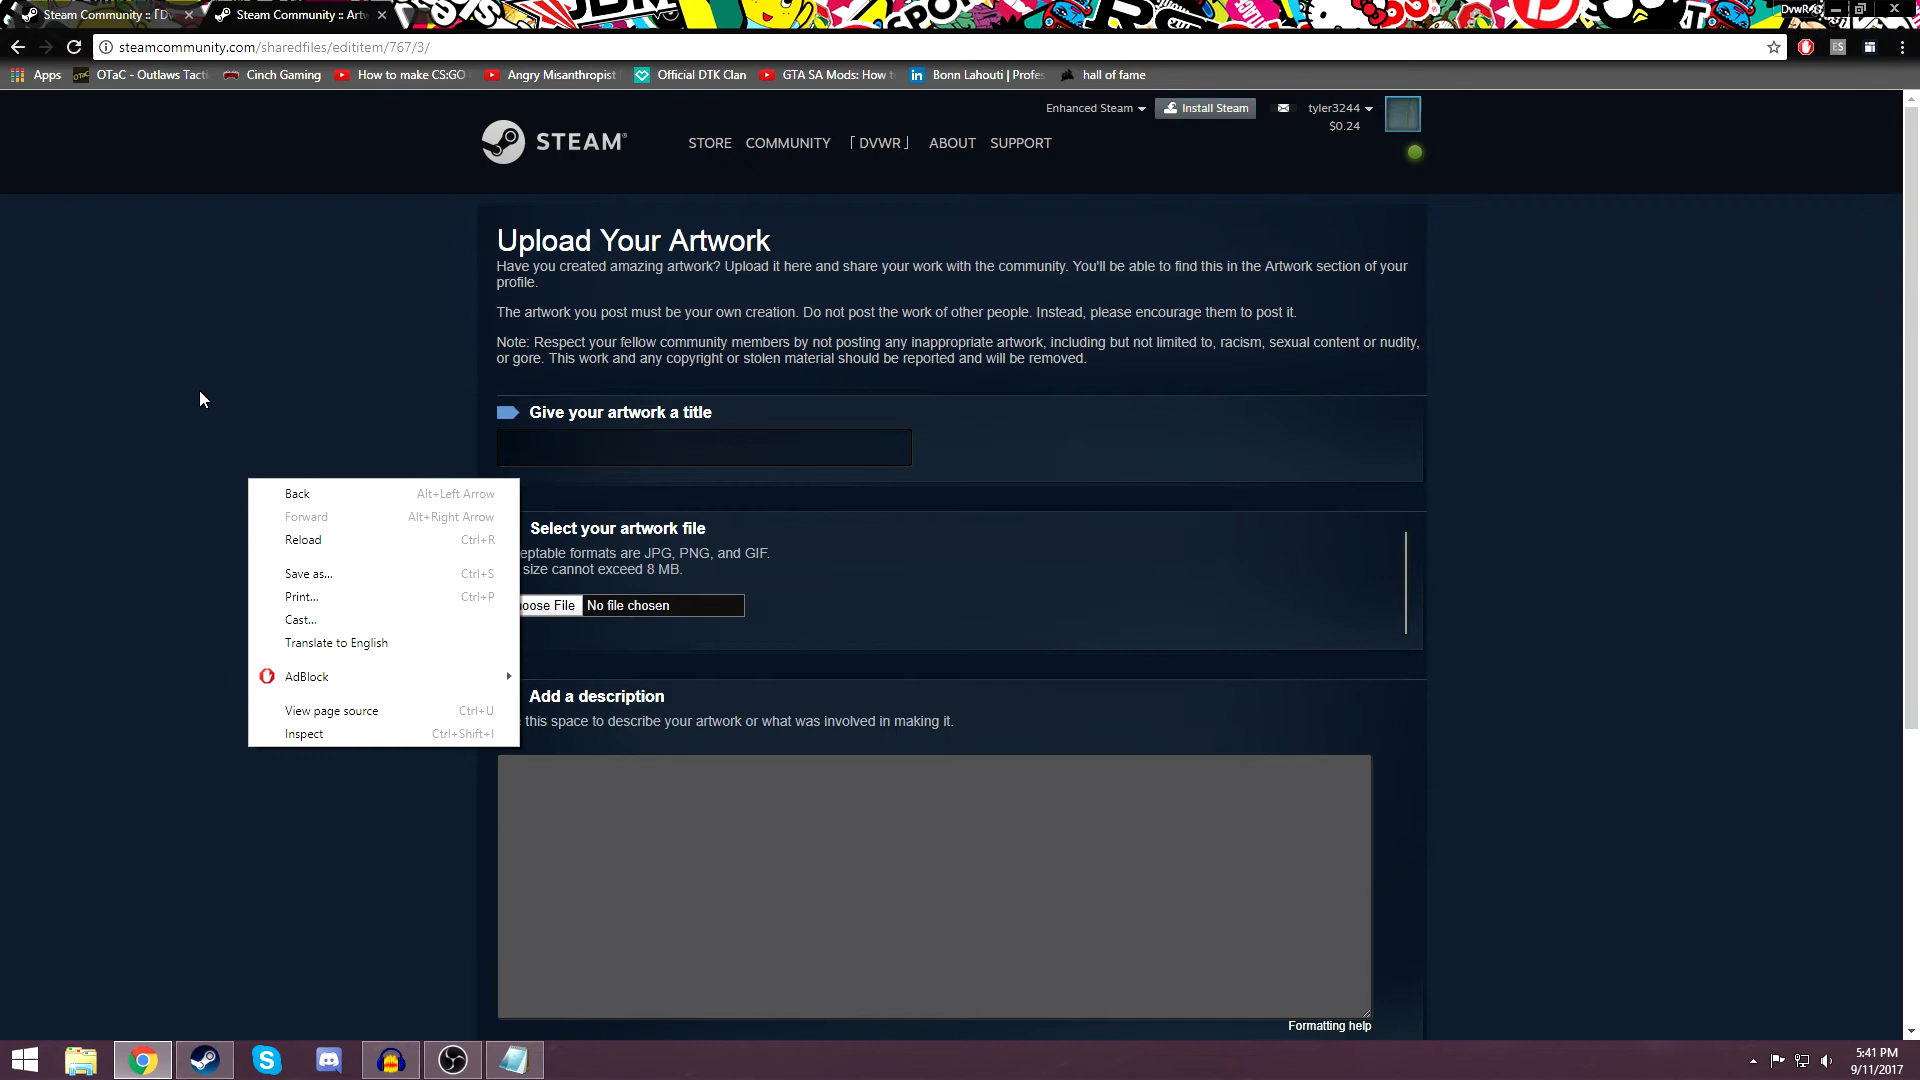 Steam Community :: ｢Dv
Steam Community :: Artw
DvwR
steamcommunity.com/sharedfiles/edititem/767/3/
ES
Apps
OTaC - Outlaws Tacti
Cinch Gaming
How to make CS:GO
Angry Misanthropist
Official DTK Clan
GTA SA Mods: How t
in
Bonn Lahouti | Profes
hall of fame
Enhanced Steam
Install Steam
tyler3244
$0.24
STEAM
STORE
COMMUNITY
｢ DVWR ｣
ABOUT
SUPPORT
Upload Your Artwork
Have you created amazing artwork? Upload it here and share your work with the community. You'll be able to find this in the Artwork section of your
profile.
The artwork you post must be your own creation. Do not post the work of other people. Instead, please encourage them to post it.
Note: Respect your fellow community members by not posting any inappropriate artwork, including but not limited to, racism, sexual content or nudity,
or gore. This work and any copyright or stolen material should be reported and will be removed.
Give your artwork a title
Back Alt+Left Arrow
Forward Alt+Right Arrow
Reload Ctrl+R
Save as... Ctrl+S
Print... Ctrl+P
Cast...
Translate to English
AdBlock
View page source Ctrl+U
Inspect Ctrl+Shift+I
Select your artwork file
eptable formats are JPG, PNG, and GIF.
size cannot exceed 8 MB.
oose File No file chosen
Add a description
this space to describe your artwork or what was involved in making it.
Formatting help
5:41 PM
9/11/2017